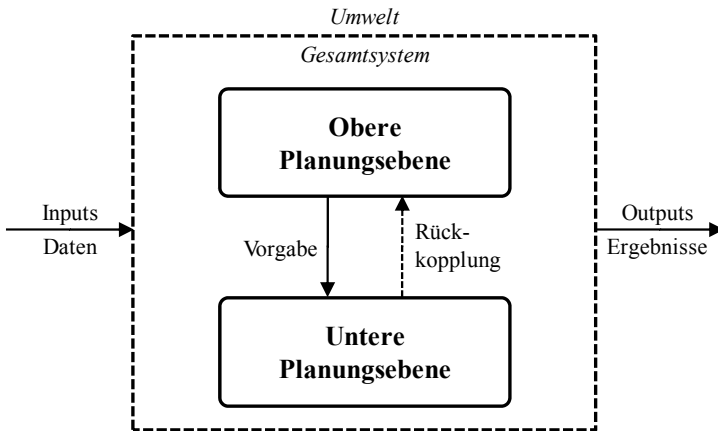 Umwelt
Gesamtsystem
Obere
Planungsebene
Inputs
Daten
Vorgabe
Rück-
kopplung
Outputs
Ergebnisse
Untere
Planungsebene